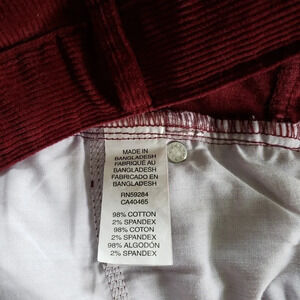 MADE IN
BANGLADESH
FABRIQUÉ AU
BANGLADESH
FABRICADO EN
BANGLADESH
RN59284
CA40465
98% COTTON
2% SPANDEX
98% COTON
2% SPANDEX
98% ALGODÓN
2% SPANDEX